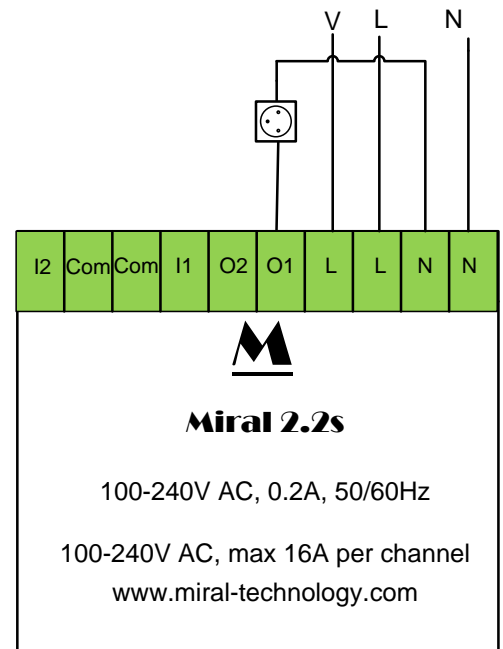 V L N
I2 Com Com I1 O2 O1 L L N N
M
Miral 2.2s
100-240V AC, 0.2A, 50/60Hz
100-240V AC, max 16A per channel
www.miral-technology.com